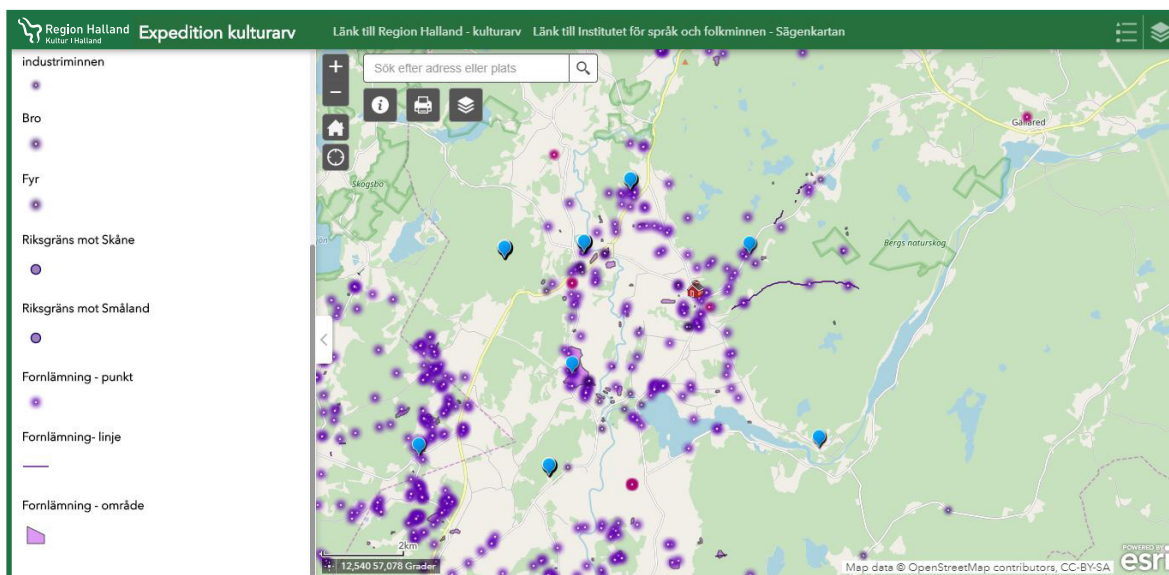 Region Halland
Kultur i Halland
Expedition kulturarv
Länk till Region Halland - kulturarv
Länk till Institutet för språk och folkminnen - Sägenkartan
industriminnen
Bro
Fyr
Riksgräns mot Skåne
Riksgräns mot Småland
Fornlämning - punkt
Fornlämning- linje
Fornlämning - område
+
−
Sök efter adress eller plats
Skogsbo
Gällared
Bergs naturskog
2km
12,540 57,078 Grader
Map data © OpenStreetMap contributors, CC-BY-SA
POWERED BY
esri